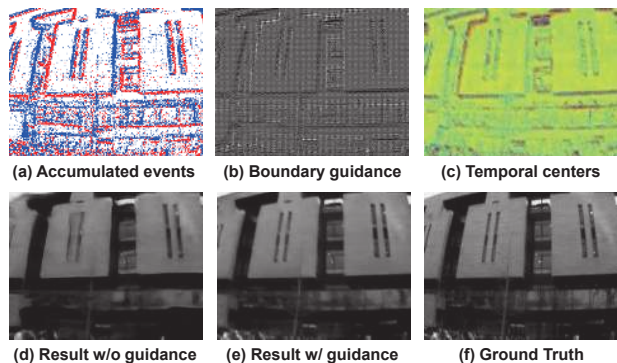 (a) Accumulated events (b) Boundary guidance (c) Temporal centers
(d) Result w/o guidance (e) Result w/ guidance (f) Ground Truth